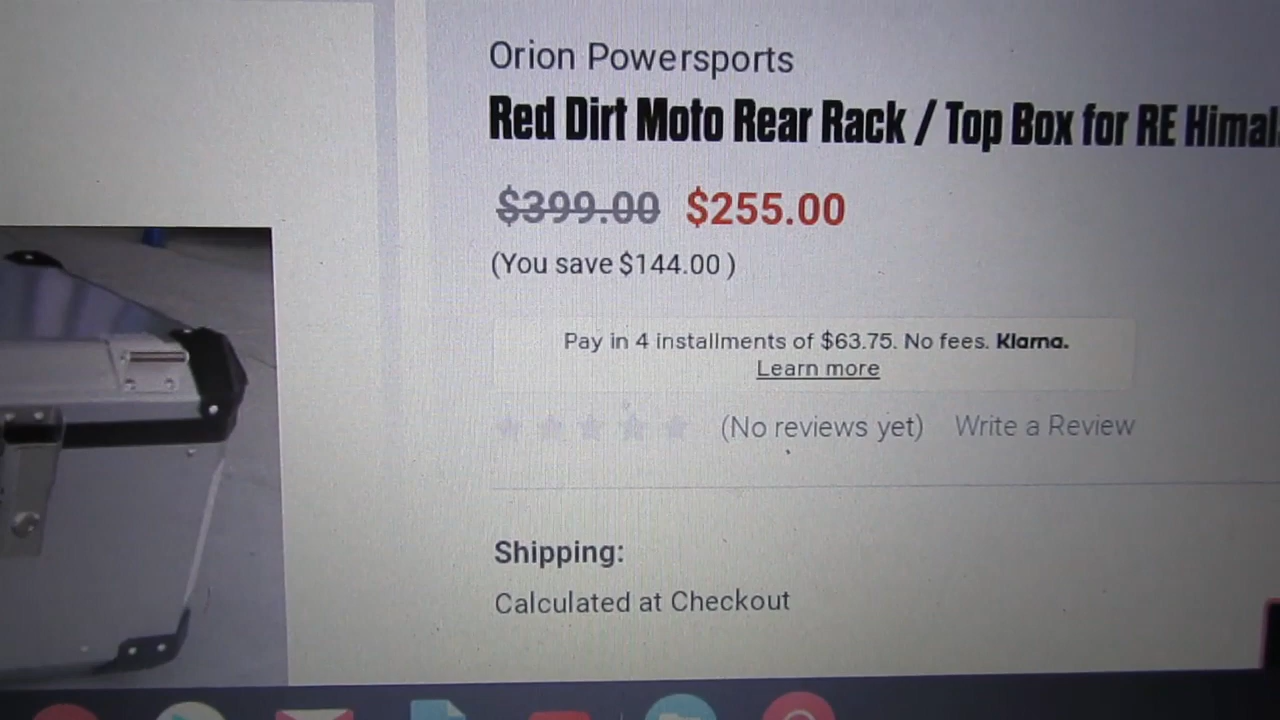 Orion Powersports
Red Dirt Moto Rear Rack / Top Box for RE Himal
$399.00 $255.00
(You save $144.00 )
Pay in 4 installments of $63.75. No fees. Klarna.
Learn more
(No reviews yet) Write a Review
Shipping:
Calculated at Checkout